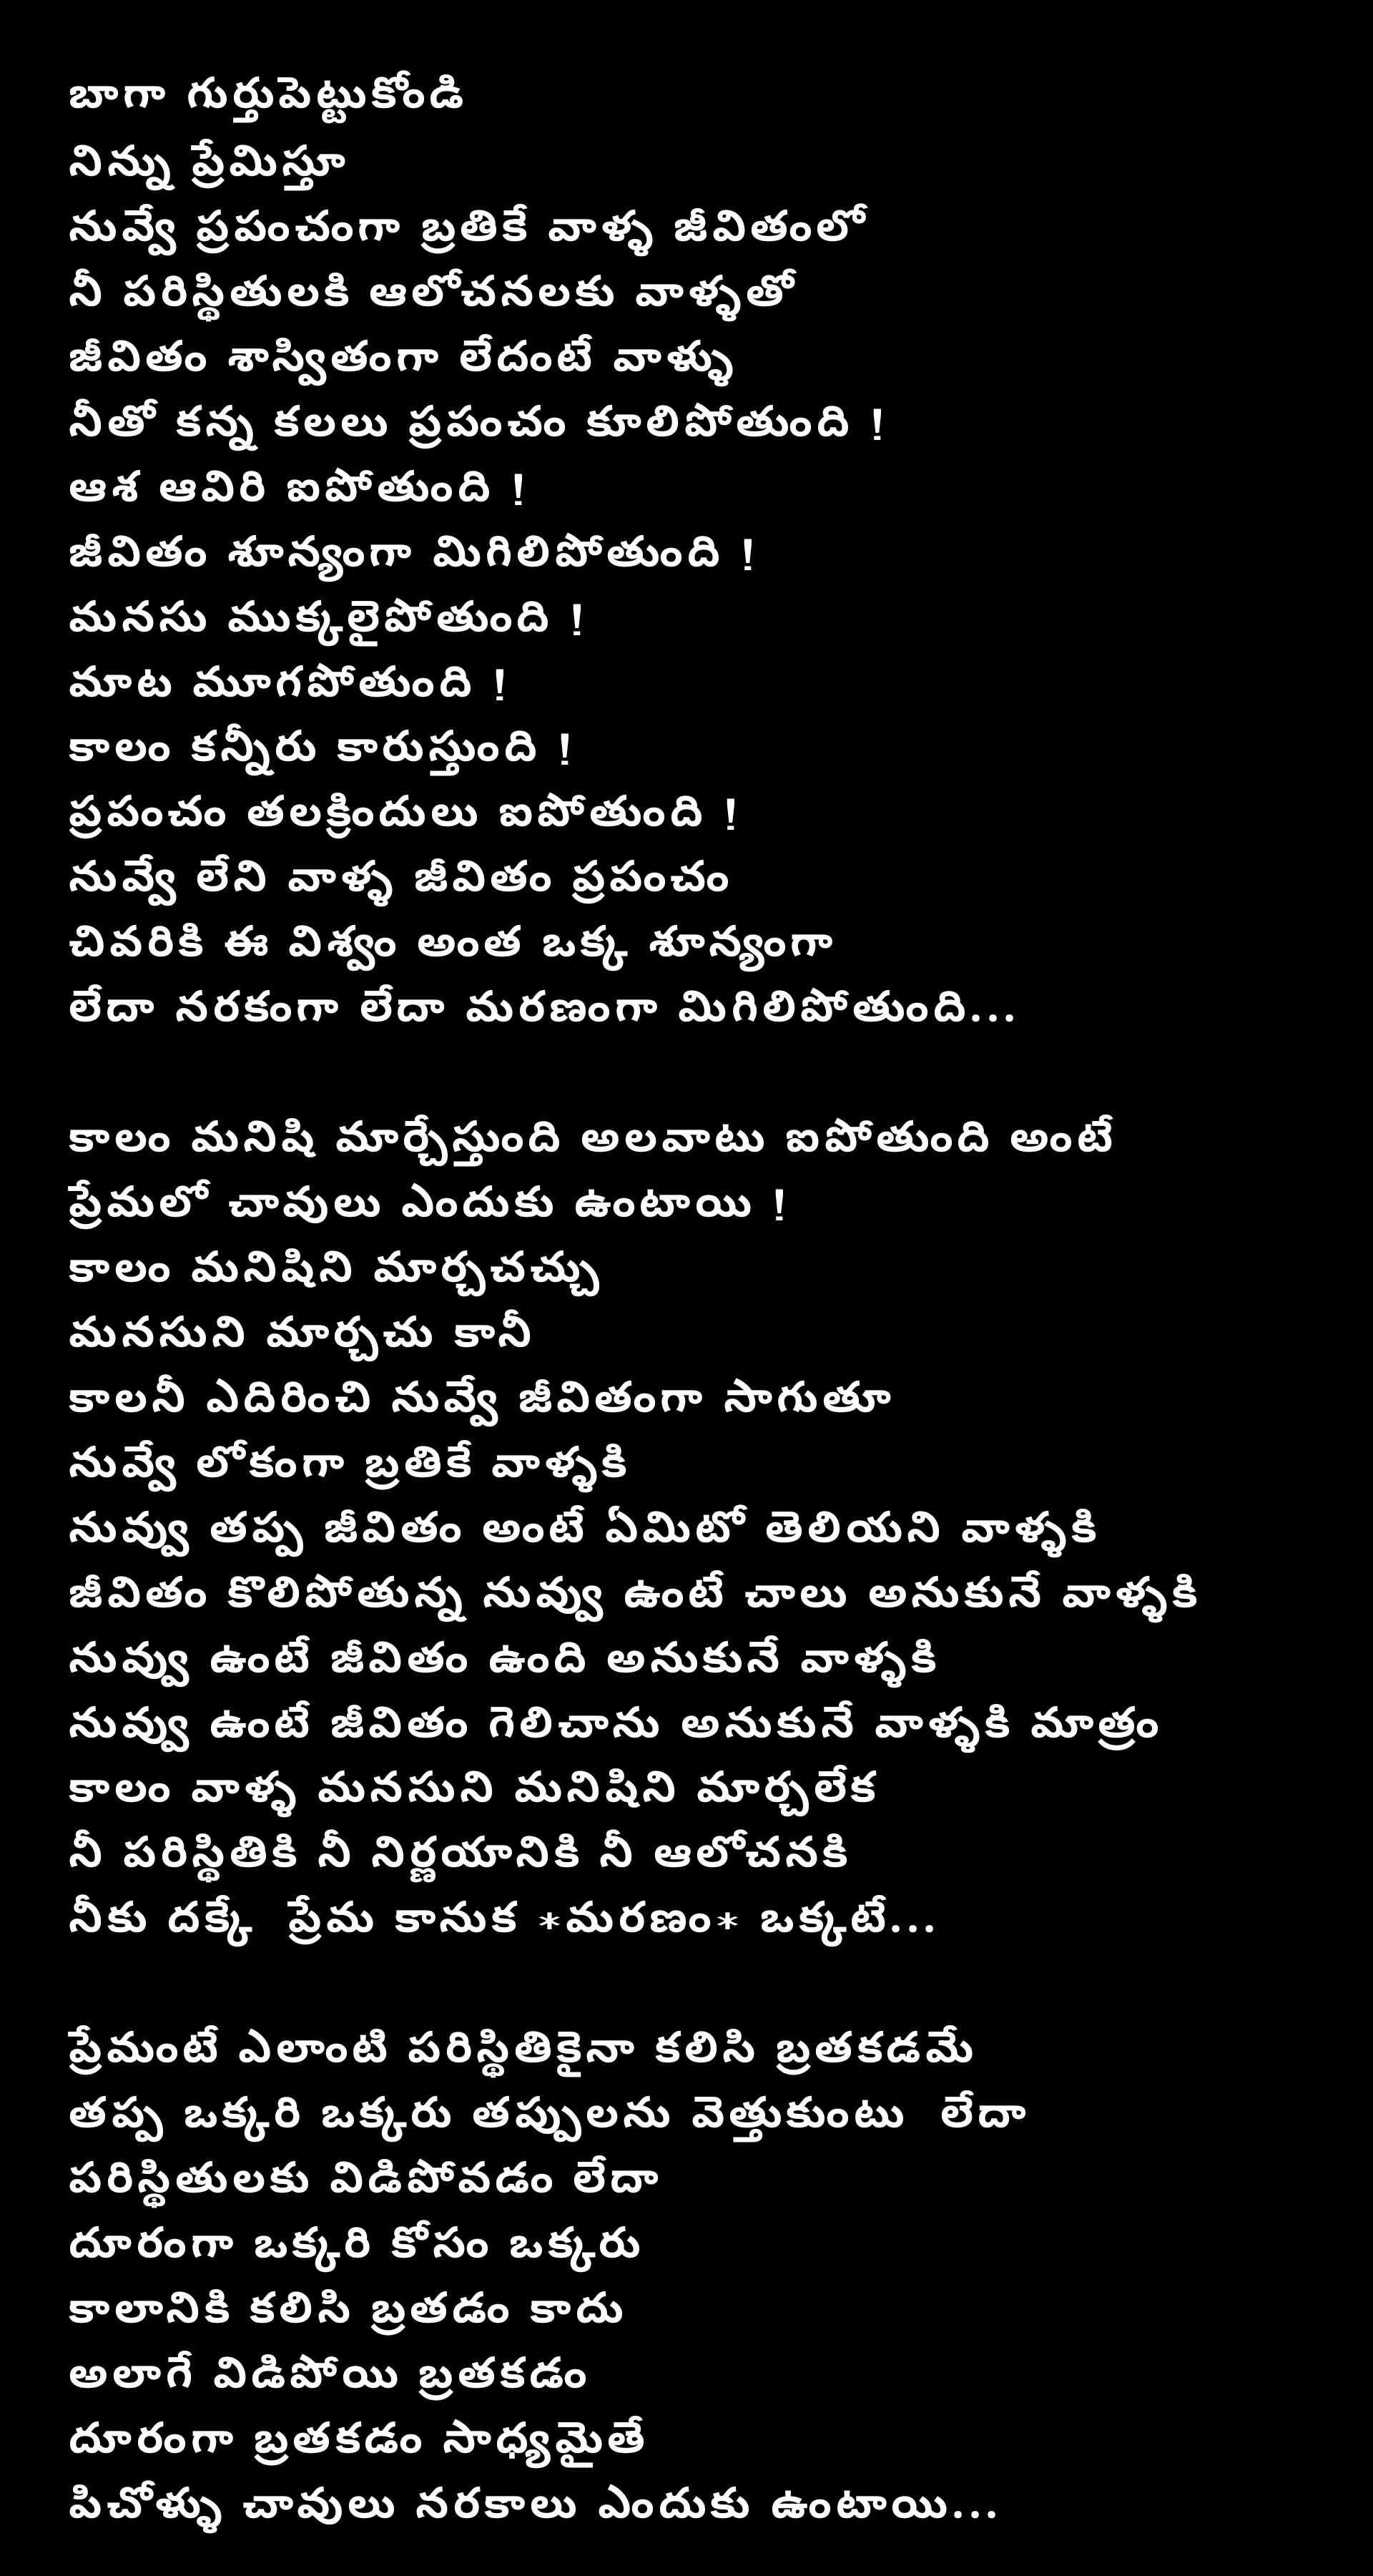 బాగా గుర్తుపెట్టుకోండి
నిన్ను ప్రేమిస్తూ
నువ్వే ప్రపంచంగా బ్రతికే వాళ్ళ జీవితంలో
నీ పరిస్థితులకి ఆలోచనలకు వాళ్ళతో
జీవితం శాస్వితంగా లేదంటే వాళ్ళు
నీతో కన్న కలలు ప్రపంచం కూలిపోతుంది !
ఆశ ఆవిరి ఐపోతుంది !
జీవితం శూన్యంగా మిగిలిపోతుంది !
మనసు ముక్కలైపోతుంది !
మాట మూగపోతుంది !
కాలం కన్నీరు కారుస్తుంది !
ప్రపంచం తలక్రిందులు ఐపోతుంది !
నువ్వే లేని వాళ్ళ జీవితం ప్రపంచం
చివరికి ఈ విశ్వం అంత ఒక్క శూన్యంగా
లేదా నరకంగా లేదా మరణంగా మిగిలిపోతుంది...
కాలం మనిషి మార్చేస్తుంది అలవాటు ఐపోతుంది అంటే
ప్రేమలో చావులు ఎందుకు ఉంటాయి !
కాలం మనిషిని మార్చచచ్చు
మనసుని మార్చచు కానీ
కాలనీ ఎదిరించి నువ్వే జీవితంగా సాగుతూ
నువ్వే లోకంగా బ్రతికే వాళ్ళకి
నువ్వు తప్ప జీవితం అంటే ఏమిటో తెలియని వాళ్ళకి
జీవితం కొలిపోతున్న నువ్వు ఉంటే చాలు అనుకునే వాళ్ళకి
నువ్వు ఉంటే జీవితం ఉంది అనుకునే వాళ్ళకి
నువ్వు ఉంటే జీవితం గెలిచాను అనుకునే వాళ్ళకి మాత్రం
కాలం వాళ్ళ మనసుని మనిషిని మార్చలేక
నీ పరిస్థితికి నీ నిర్ణయానికి నీ ఆలోచనకి
నీకు దక్కే ప్రేమ కానుక *మరణం* ఒక్కటే...
ప్రేమంటే ఎలాంటి పరిస్థితికైనా కలిసి బ్రతకడమే
తప్ప ఒక్కరి ఒక్కరు తప్పులను వెత్తుకుంటు లేదా
పరిస్థితులకు విడిపోవడం లేదా
దూరంగా ఒక్కరి కోసం ఒక్కరు
కాలానికి కలిసి బ్రతడం కాదు
అలాగే విడిపోయి బ్రతకడం
దూరంగా బ్రతకడం సాధ్యమైతే
పిచోళ్ళు చావులు నరకాలు ఎందుకు ఉంటాయి...